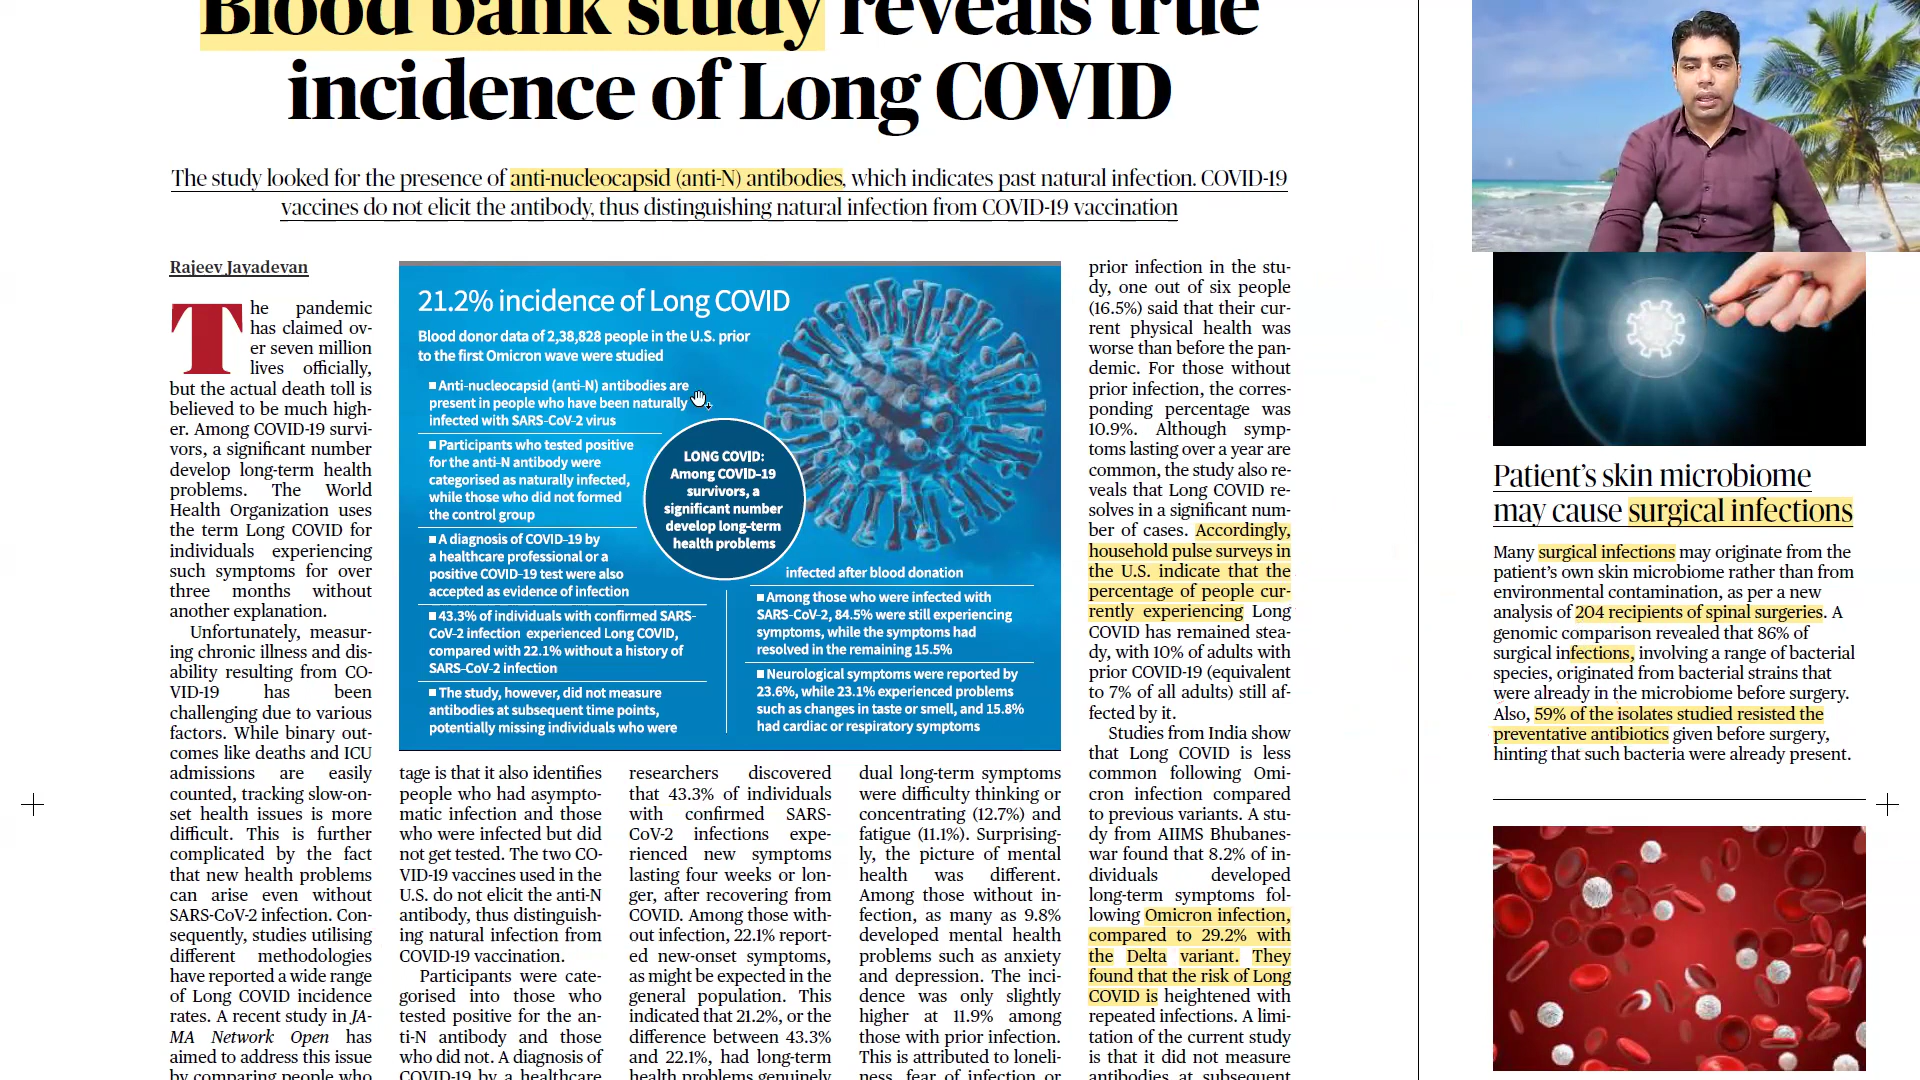 Blood bank study reveals true
incidence of Long COVID
The study looked for the presence of anti-nucleocapsid (anti-N) antibodies, which indicates past natural infection. COVID-19
vaccines do not elicit the antibody, thus distinguishing natural infection from COVID-19 vaccination
Rajeev Jayadevan
The pandemic
has claimed ov-
er seven million
lives officially,
but the actual death toll is
believed to be much high-
er. Among COVID-19 survi-
vors, a significant number
develop long-term health
problems. The World
Health Organization uses
the term Long COVID for
individuals experiencing
such symptoms for over
three months without
another explanation.
Unfortunately, measur-
ing chronic illness and dis-
ability resulting from CO-
VID-19 has been
challenging due to various
factors. While binary out-
comes like deaths and ICU
admissions are easily
counted, tracking slow-on-
set health issues is more
difficult. This is further
complicated by the fact
that new health problems
can arise even without
SARS-CoV-2 infection. Con-
sequently, studies utilising
different methodologies
have reported a wide range
of Long COVID incidence
rates. A recent study in JA-
MA Network Open has
aimed to address this issue
by comparing people who
21.2% incidence of Long COVID
Blood donor data of 2,38,828 people in the U.S. prior
to the first Omicron wave were studied
■ Anti-nucleocapsid (anti-N) antibodies are
present in people who have been naturally
infected with SARS-CoV-2 virus
■ Participants who tested positive
for the anti-N antibody were
categorised as naturally infected,
while those who did not formed
the control group
■ A diagnosis of COVID-19 by
a healthcare professional or a
positive COVID-19 test were also
accepted as evidence of infection
■ 43.3% of individuals with confirmed SARS-
CoV-2 infection experienced Long COVID,
compared with 22.1% without a history of
SARS-CoV-2 infection
■ The study, however, did not measure
antibodies at subsequent time points,
potentially missing individuals who were
LONG COVID:
Among COVID-19
survivors, a
significant number
develop long-term
health problems
infected after blood donation
■ Among those who were infected with
SARS-CoV-2, 84.5% were still experiencing
symptoms, while the symptoms had
resolved in the remaining 15.5%
■ Neurological symptoms were reported by
23.6%, while 23.1% experienced problems
such as changes in taste or smell, and 15.8%
had cardiac or respiratory symptoms
tage is that it also identifies
people who had asympto-
matic infection and those
who were infected but did
not get tested. The two CO-
VID-19 vaccines used in the
U.S. do not elicit the anti-N
antibody, thus distinguish-
ing natural infection from
COVID-19 vaccination.
Participants were cate-
gorised into those who
tested positive for the an-
ti-N antibody and those
who did not. A diagnosis of
COVID-19 by a healthcare
researchers discovered
that 43.3% of individuals
with confirmed SARS-
CoV-2 infections expe-
rienced new symptoms
lasting four weeks or lon-
ger, after recovering from
COVID. Among those with-
out infection, 22.1% report-
ed new-onset symptoms,
as might be expected in the
general population. This
indicated that 21.2%, or the
difference between 43.3%
and 22.1%, had long-term
health problems genuinely
dual long-term symptoms
were difficulty thinking or
concentrating (12.7%) and
fatigue (11.1%). Surprising-
ly, the picture of mental
health was different.
Among those without in-
fection, as many as 9.8%
developed mental health
problems such as anxiety
and depression. The inci-
dence was only slightly
higher at 11.9% among
those with prior infection.
This is attributed to loneli-
ness, fear of infection or
prior infection in the stu-
dy, one out of six people
(16.5%) said that their cur-
rent physical health was
worse than before the pan-
demic. For those without
prior infection, the corres-
ponding percentage was
10.9%. Although symp-
toms lasting over a year are
common, the study also re-
veals that Long COVID re-
solves in a significant num-
ber of cases. Accordingly,
household pulse surveys in
the U.S. indicate that the
percentage of people cur-
rently experiencing Long
COVID has remained stea-
dy, with 10% of adults with
prior COVID-19 (equivalent
to 7% of all adults) still af-
fected by it.
Studies from India show
that Long COVID is less
common following Omi-
cron infection compared
to previous variants. A stu-
dy from AIIMS Bhubanes-
war found that 8.2% of in-
dividuals developed
long-term symptoms fol-
lowing Omicron infection,
compared to 29.2% with
the Delta variant. They
found that the risk of Long
COVID is heightened with
repeated infections. A limi-
tation of the current study
is that it did not measure
antibodies at subsequent
Patient's skin microbiome
may cause surgical infections
Many surgical infections may originate from the
patient's own skin microbiome rather than from
environmental contamination, as per a new
analysis of 204 recipients of spinal surgeries. A
genomic comparison revealed that 86% of
surgical infections, involving a range of bacterial
species, originated from bacterial strains that
were already in the microbiome before surgery.
Also, 59% of the isolates studied resisted the
preventative antibiotics given before surgery,
hinting that such bacteria were already present.